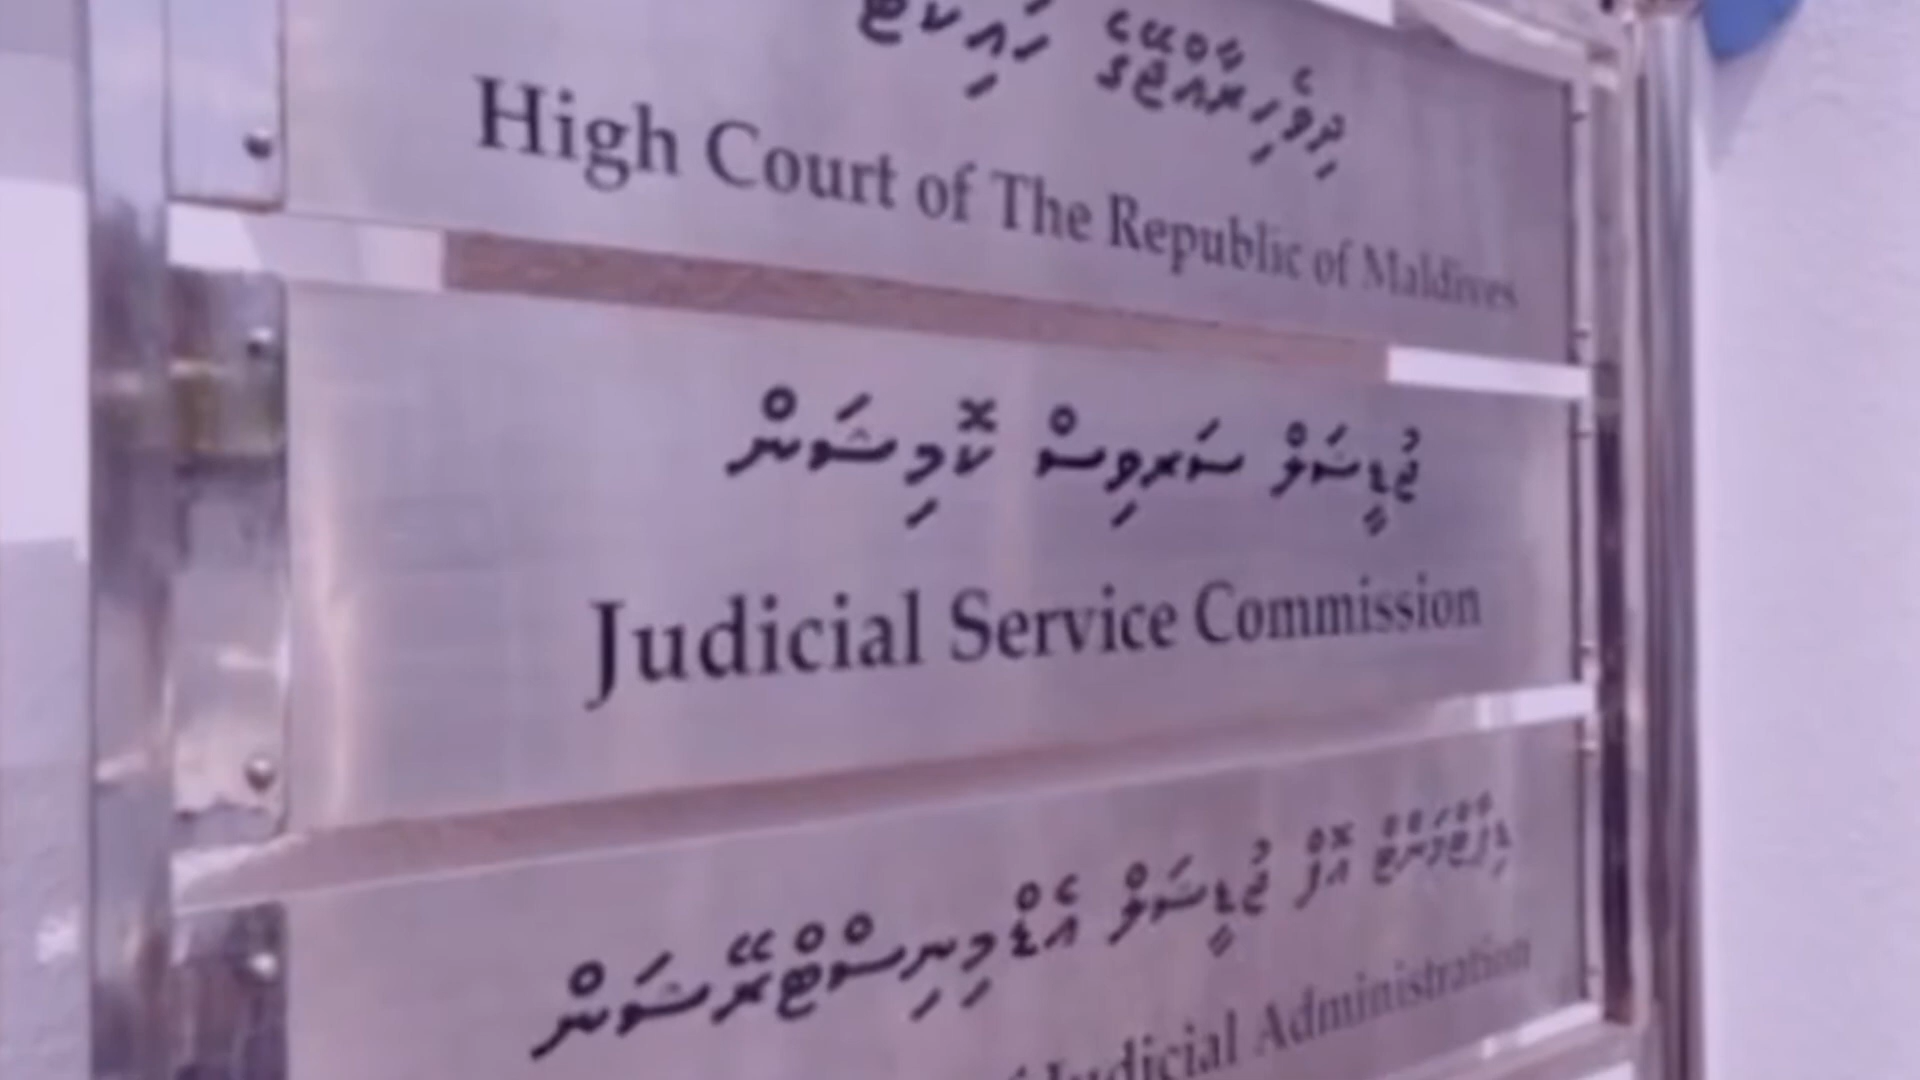 ދިވެހިރާއްޖޭގެ ހައިކޯޓު
High Court of The Republic of Maldives
ޖުޑީޝަލް ސަރވިސް ކޮމިޝަން
Judicial Service Commission
ޑިޕާޓްމަންޓް އޮފް ޖުޑީޝަލް އެޑްމިނިސްޓްރޭޝަން
Judicial Administration